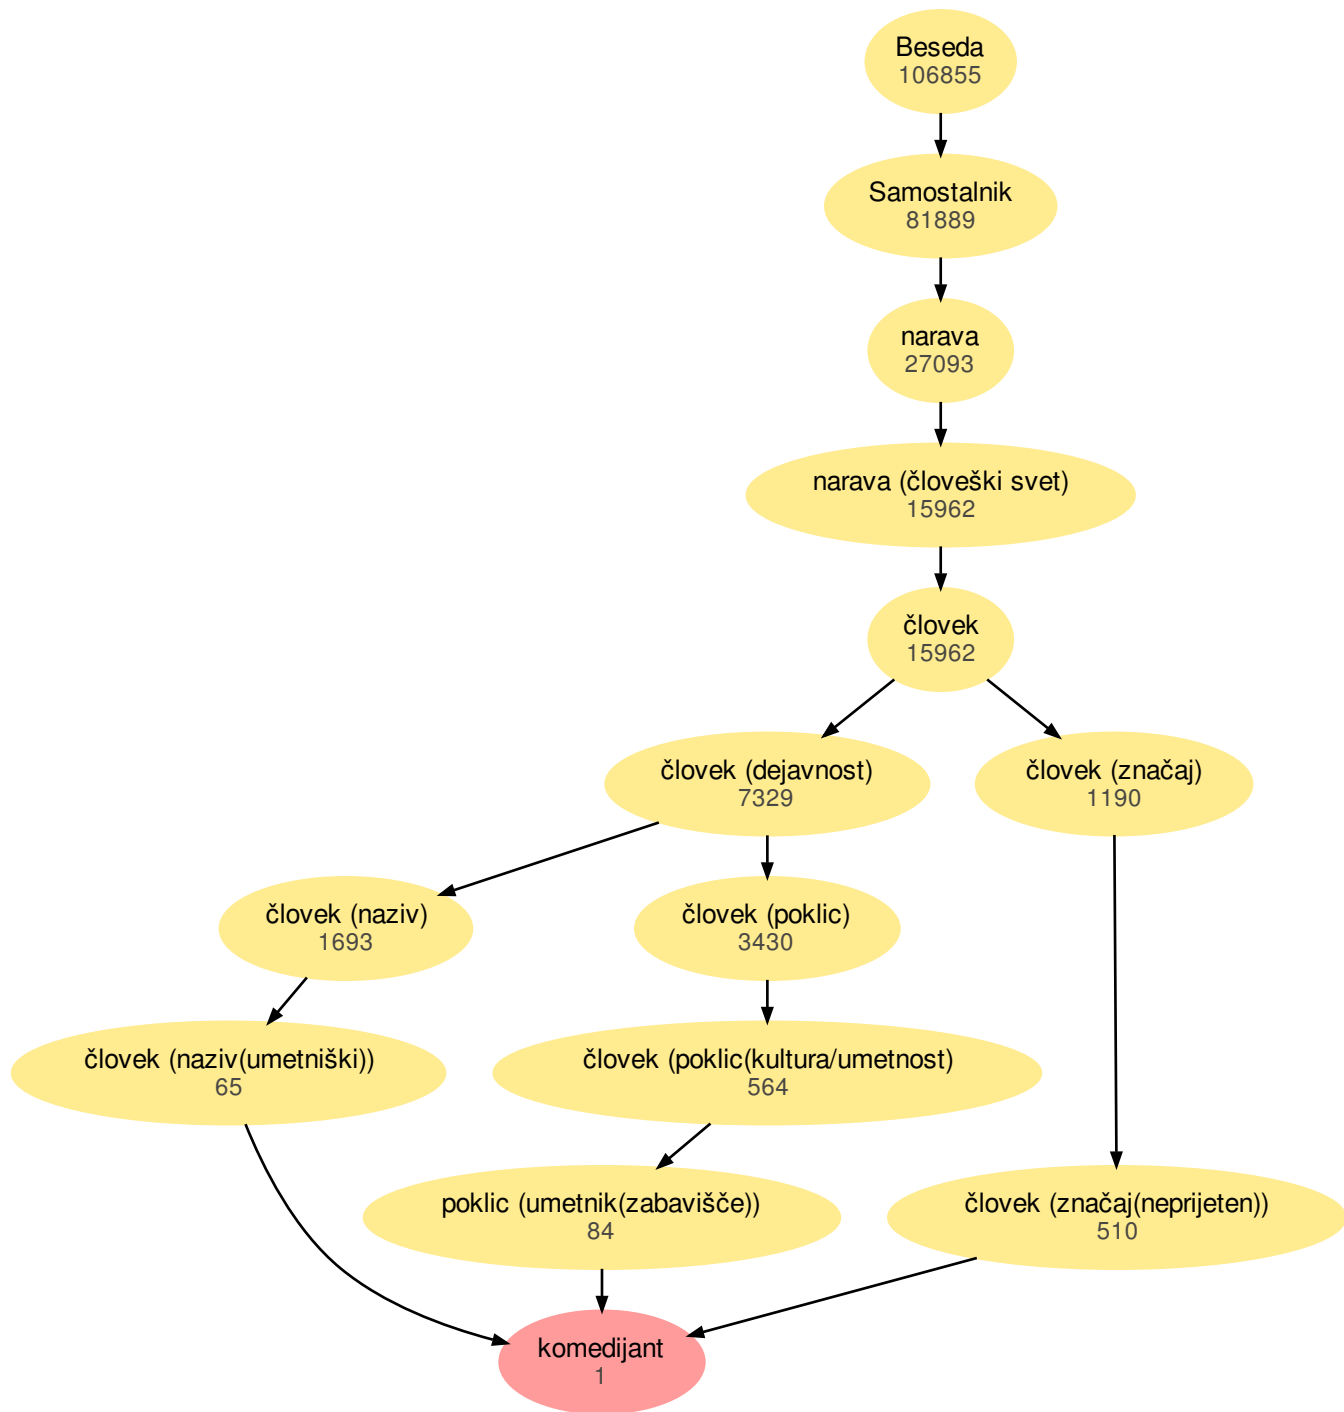 Beseda
106855
Samostalnik
81889
narava
27093
narava (človeški svet)
15962
človek
15962
človek (dejavnost)
7329
človek (značaj)
1190
človek (naziv)
1693
človek (poklic)
3430
človek (naziv(umetniški))
65
človek (poklic(kultura/umetnost)
564
poklic (umetnik(zabavišče))
84
človek (značaj(neprijeten))
510
komedijant
1